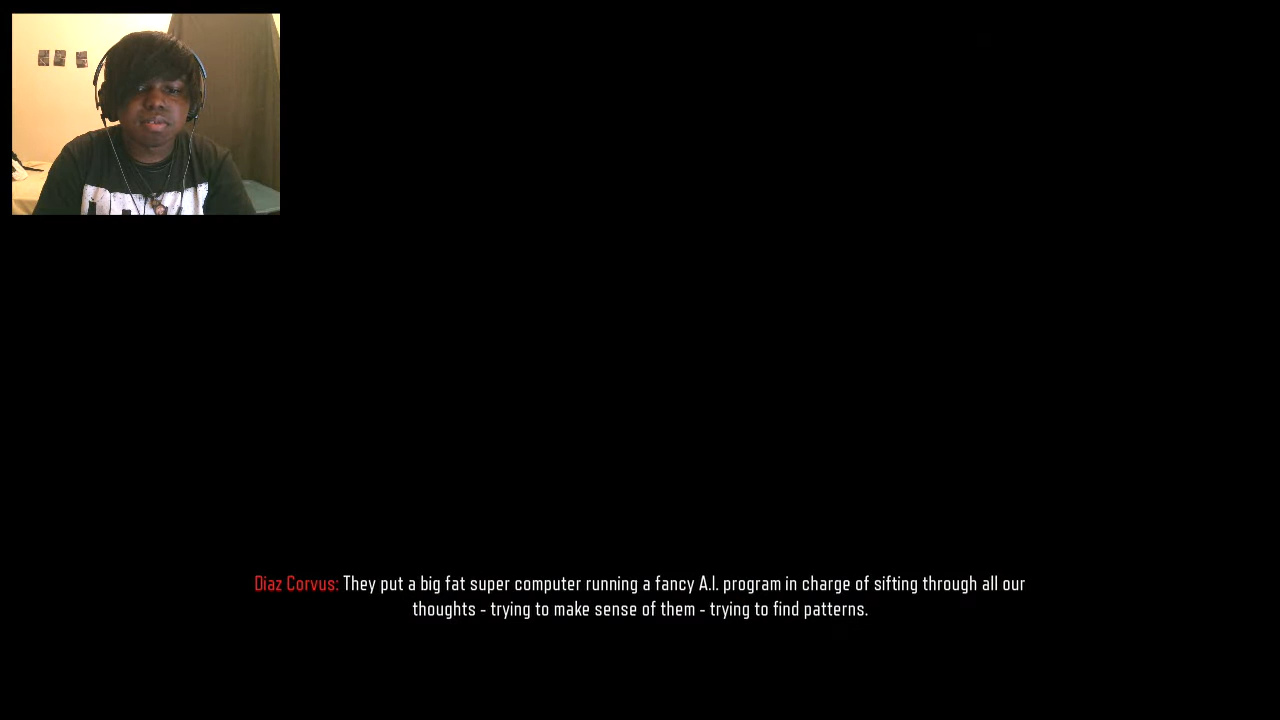 Diaz Corvus: They put a big fat super computer running a fancy A.I. program in charge of sifting through all our
thoughts - trying to make sense of them - trying to find patterns.